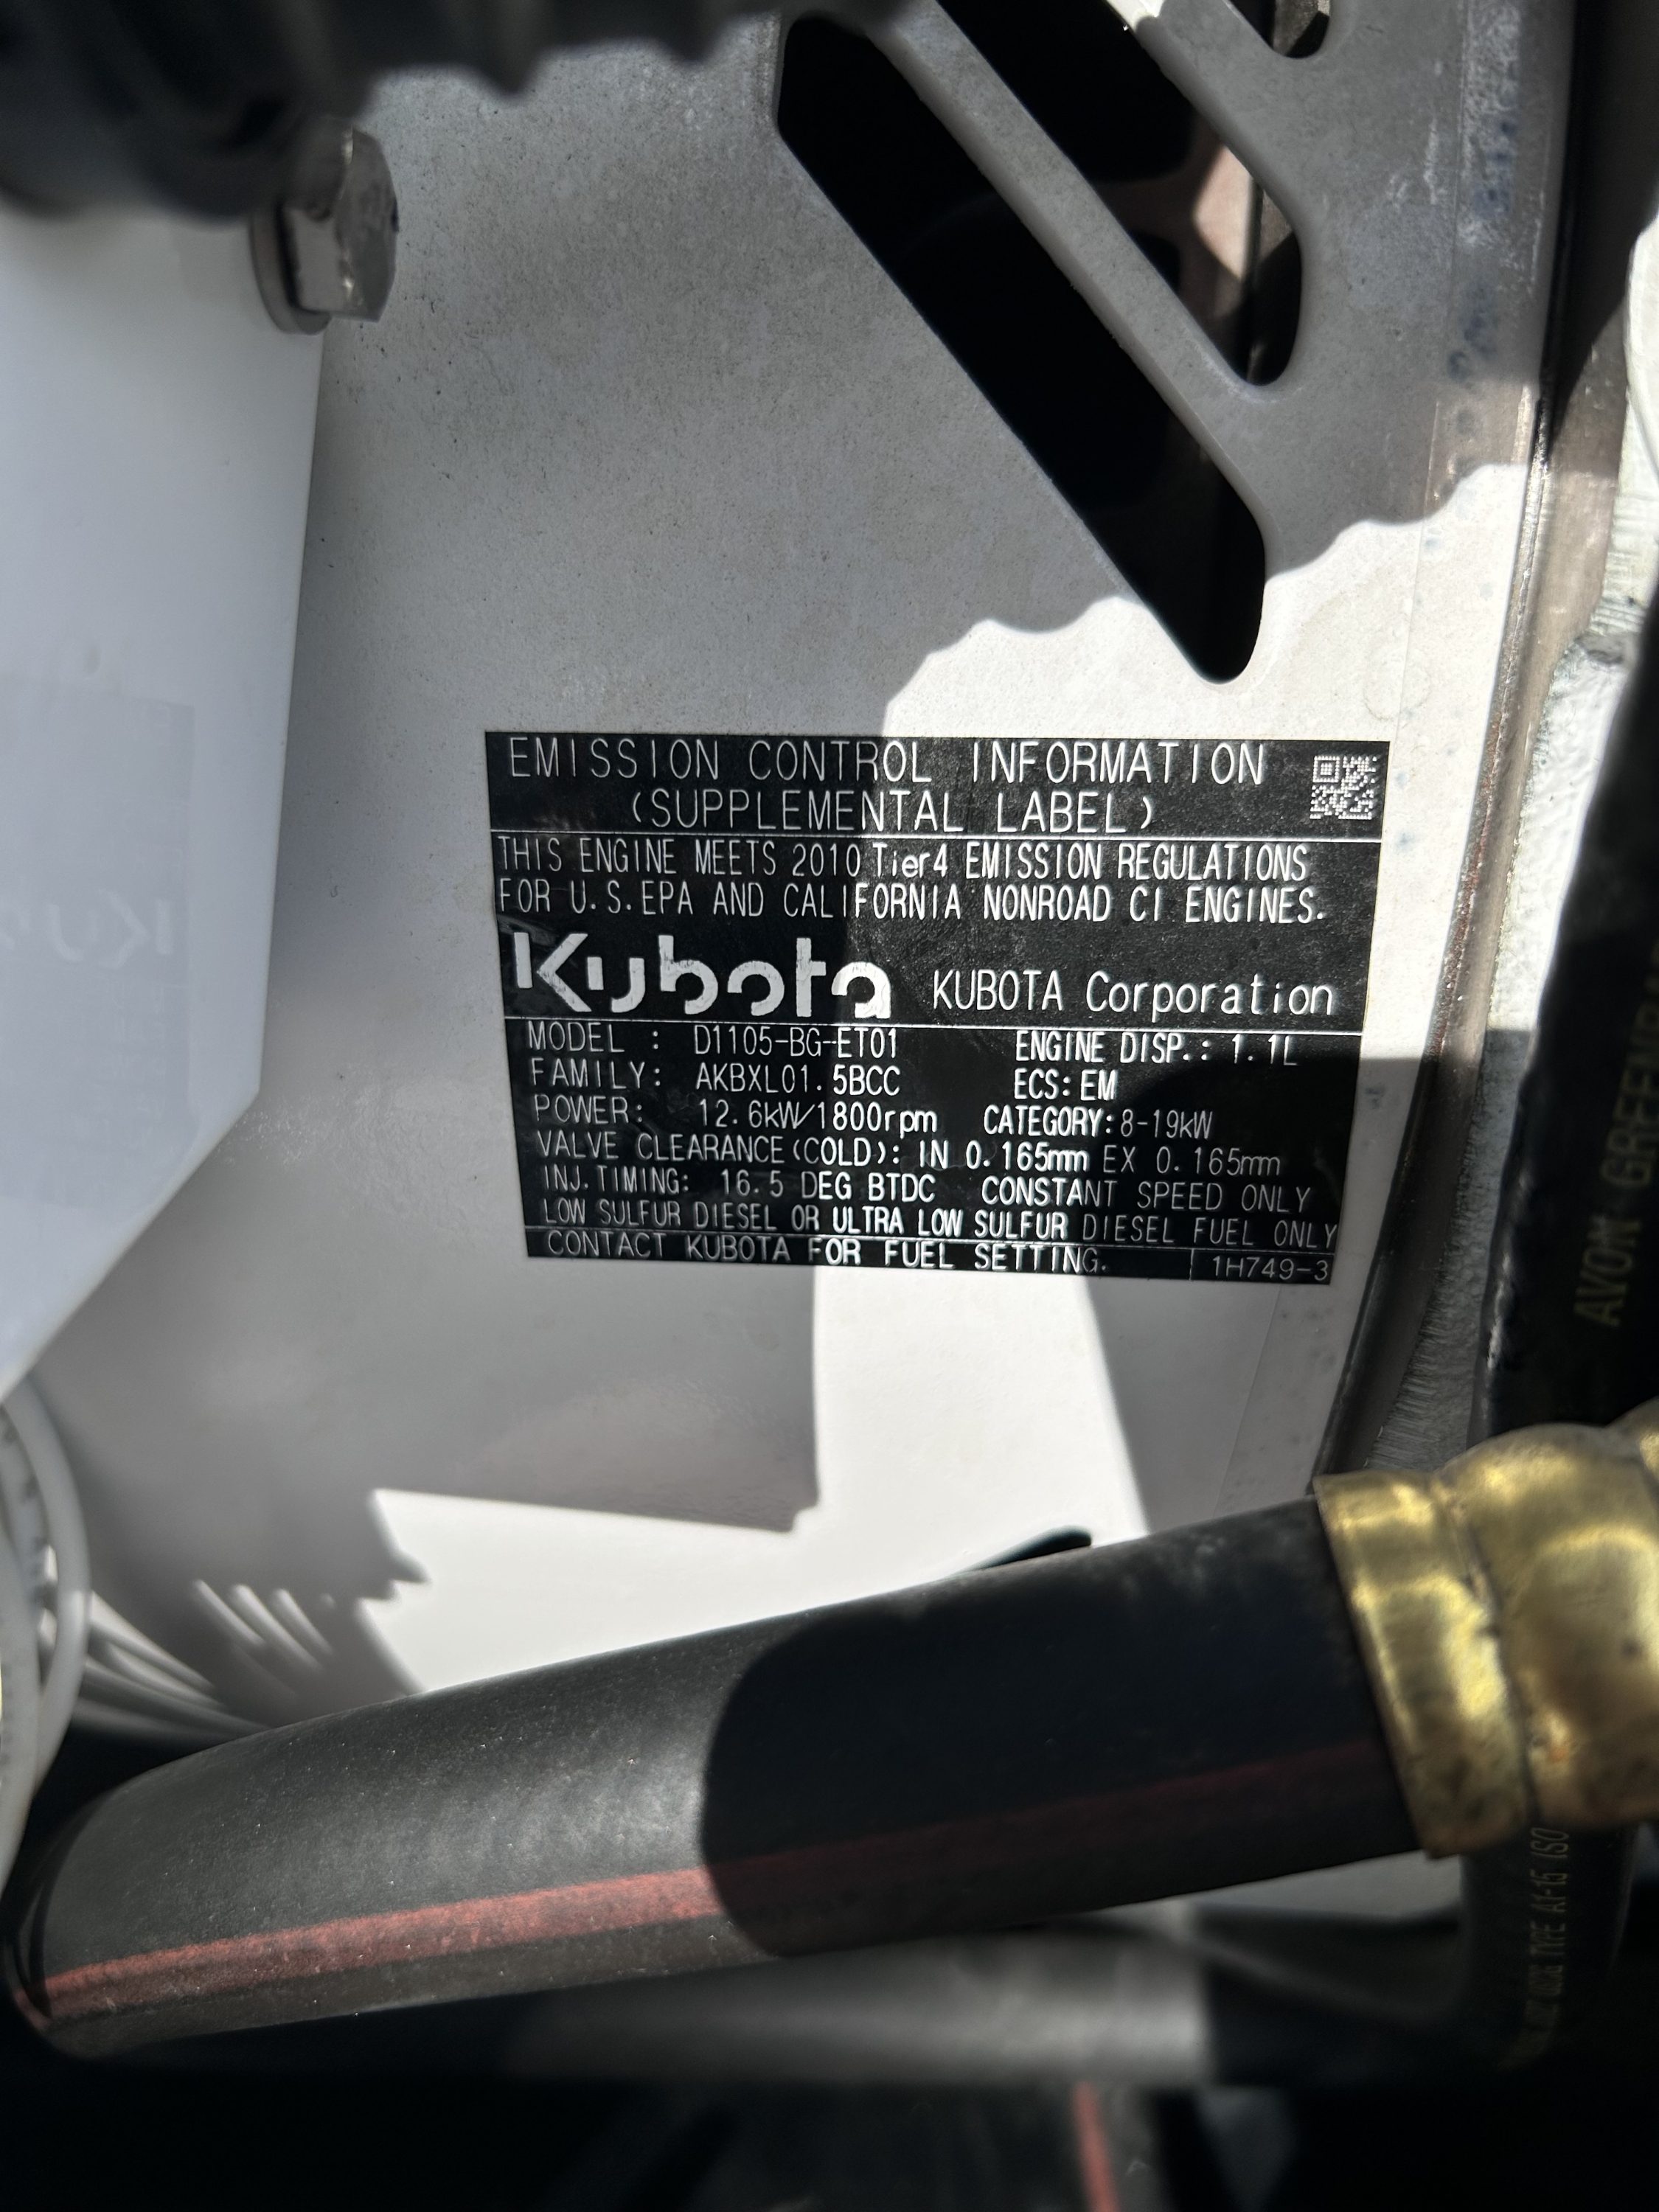 EMISSION CONTROL INFORMATION
(SUPPLEMENTAL LABEL)
THIS ENGINE MEETS 2010 Tier4 EMISSION REGULATIONS
FOR U.S.EPA AND CALIFORNIA NONROAD CI ENGINES.
Kubota KUBOTA Corporation
MODEL : D1105-BG-ET01 ENGINE DISP.: 1.1L
FAMILY: AKBXL01.5BCC ECS: EM
POWER: 12.6kW/1800rpm CATEGORY: 8-19kW
VALVE CLEARANCE (COLD): IN 0.165mm EX 0.165mm
INJ. TIMING: 16.5 DEG BTDC CONSTANT SPEED ONLY
LOW SULFUR DIESEL OR ULTRA LOW SULFUR DIESEL FUEL ONLY
CONTACT KUBOTA FOR FUEL SETTING. 1H749-3
AVON
TYPE A1-15 ISO